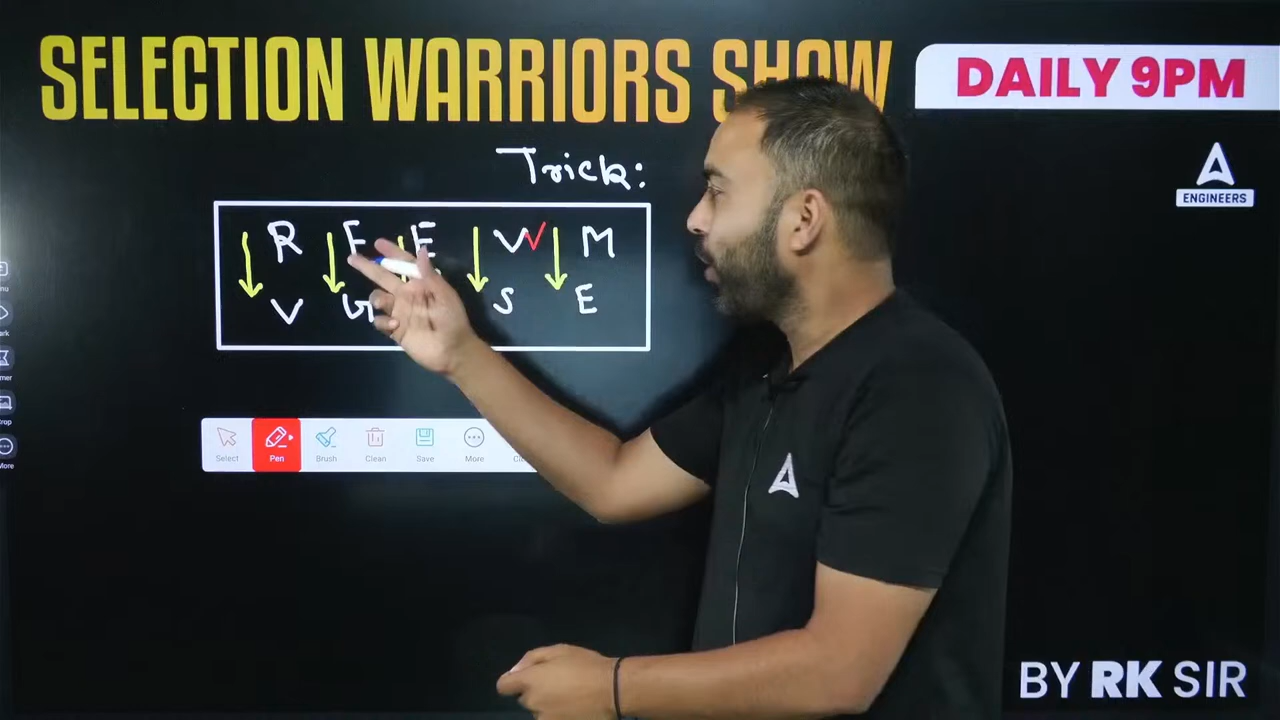 SELECTION WARRIORS SHOW
DAILY 9PM
ENGINEERS
Trick:
R F E W M
V G S E
Select Pen Brush Clean Save More
BY RK SIR